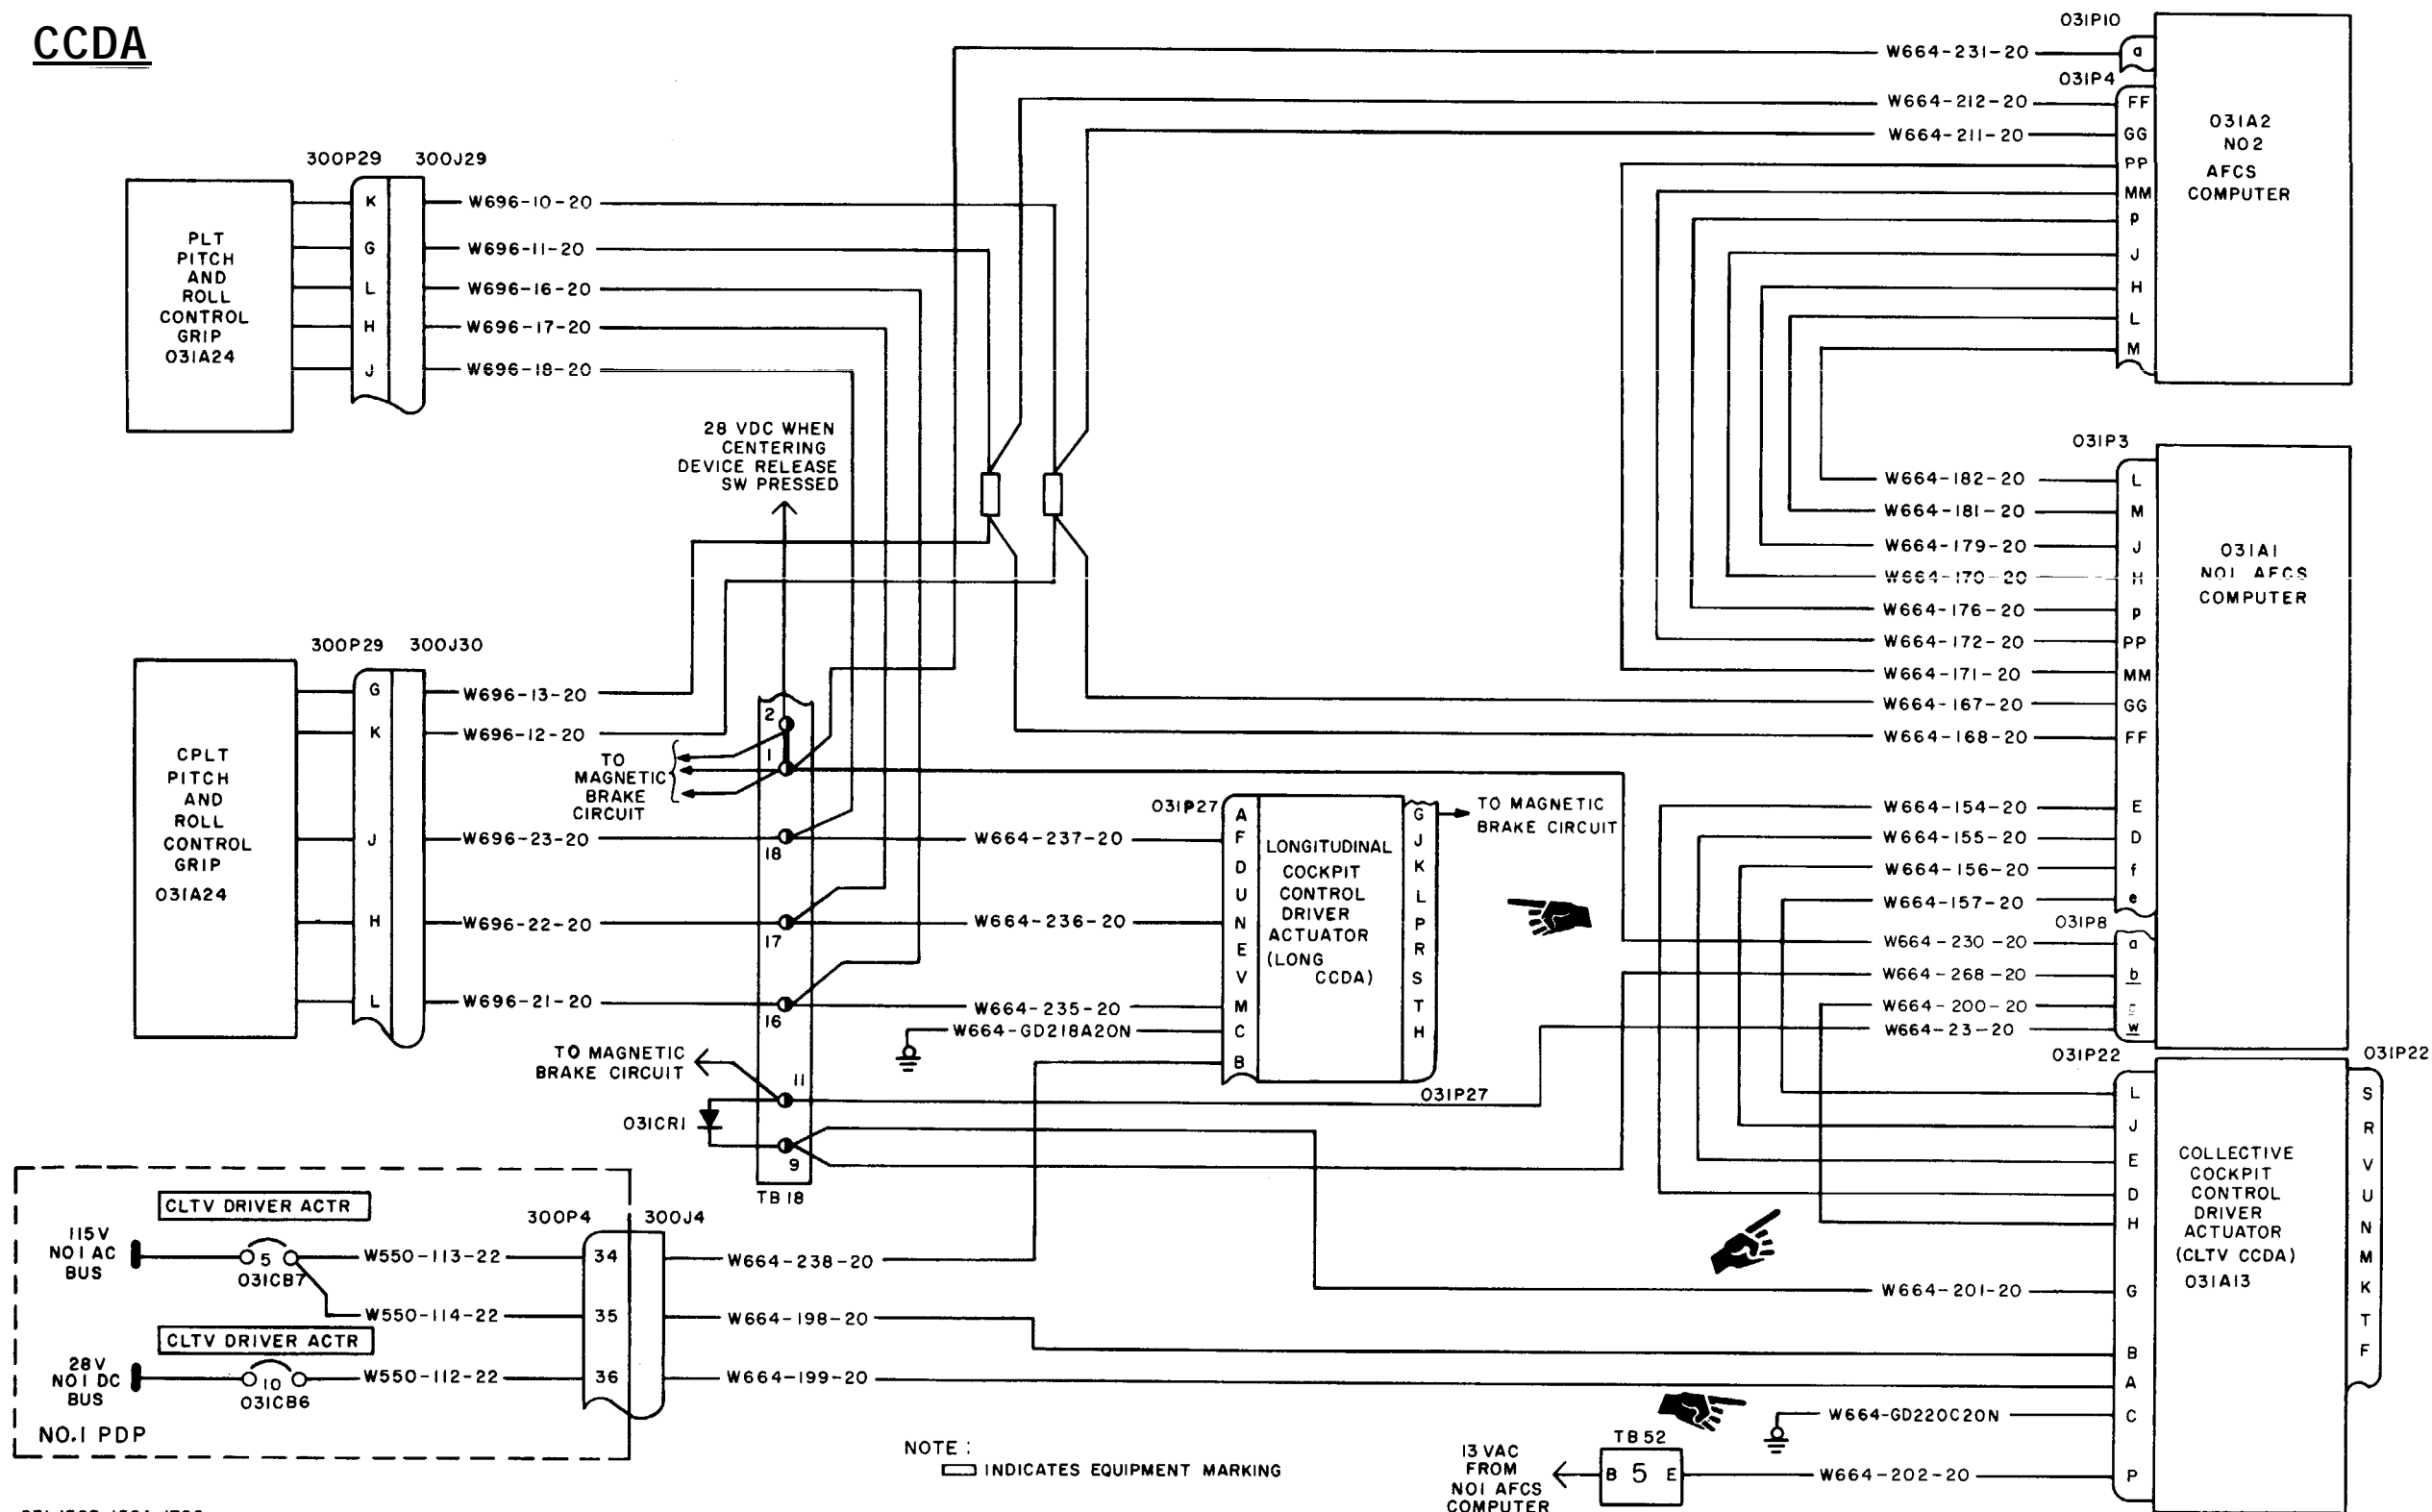 CCDA
031P10
W664-231-20
a
031P4
W664-212-20
FF
W664-211-20
GG
PP
MM
P
J
H
L
M
031A2
NO2
AFCS
COMPUTER
300P29
300J29
PLT
PITCH
AND
ROLL
CONTROL
GRIP
031A24
K
W696-10-20
G
W696-11-20
L
W696-16-20
H
W696-17-20
J
W696-18-20
28 VDC WHEN
CENTERING
DEVICE RELEASE
SW PRESSED
031P3
W664-182-20
L
W664-181-20
M
W664-179-20
J
W664-170-20
H
W664-176-20
P
W664-172-20
PP
W664-171-20
MM
W664-167-20
GG
W664-168-20
FF
W664-154-20
E
W664-155-20
D
W664-156-20
f
W664-157-20
e
031P8
W664-230-20
a
W664-268-20
b
W664-200-20
W664-23-20
w
031A1
NO1 AFCS
COMPUTER
300P29
300J30
CPLT
PITCH
AND
ROLL
CONTROL
GRIP
031A24
G
W696-13-20
K
W696-12-20
J
W696-23-20
H
W696-22-20
L
W696-21-20
2
1
TO
MAGNETIC
BRAKE
CIRCUIT
18
17
16
11
9
TB18
TO MAGNETIC
BRAKE CIRCUIT
031CR1
W664-237-20
W664-236-20
W664-235-20
W664-GD218A20N
031P27
A
F
D
U
N
E
V
M
C
B
LONGITUDINAL
COCKPIT
CONTROL
DRIVER
ACTUATOR
(LONG
CCDA)
G
J
K
L
P
R
S
T
H
031P27
TO MAGNETIC
BRAKE CIRCUIT
CLTV DRIVER ACTR
115V
NO1 AC
BUS
5
031CB7
W550-113-22
W550-114-22
CLTV DRIVER ACTR
28V
NO1 DC
BUS
10
031CB6
W550-112-22
NO.1 PDP
300P4
300J4
34
W664-238-20
35
W664-198-20
36
W664-199-20
031P22
031P22
L
J
E
D
H
W664-201-20
G
B
A
W664-GD220C20N
C
W664-202-20
P
COLLECTIVE
COCKPIT
CONTROL
DRIVER
ACTUATOR
(CLTV CCDA)
031A13
S
R
V
U
N
M
K
T
F
NOTE:
INDICATES EQUIPMENT MARKING
13 VAC
FROM
NO1 AFCS
COMPUTER
TB52
B 5 E